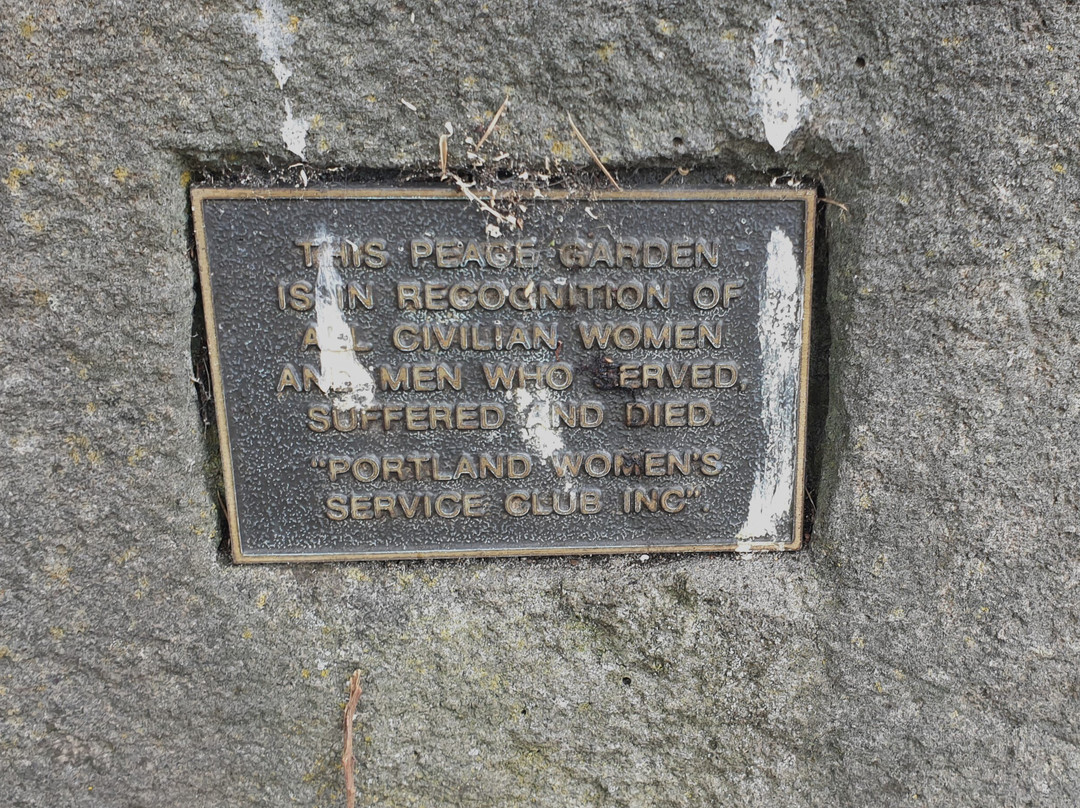 THIS PEACE GARDEN
IS IN RECOGNITION OF
ALL CIVILIAN WOMEN
AND MEN WHO SERVED,
SUFFERED AND DIED.
"PORTLAND WOMEN'S
SERVICE CLUB INC".